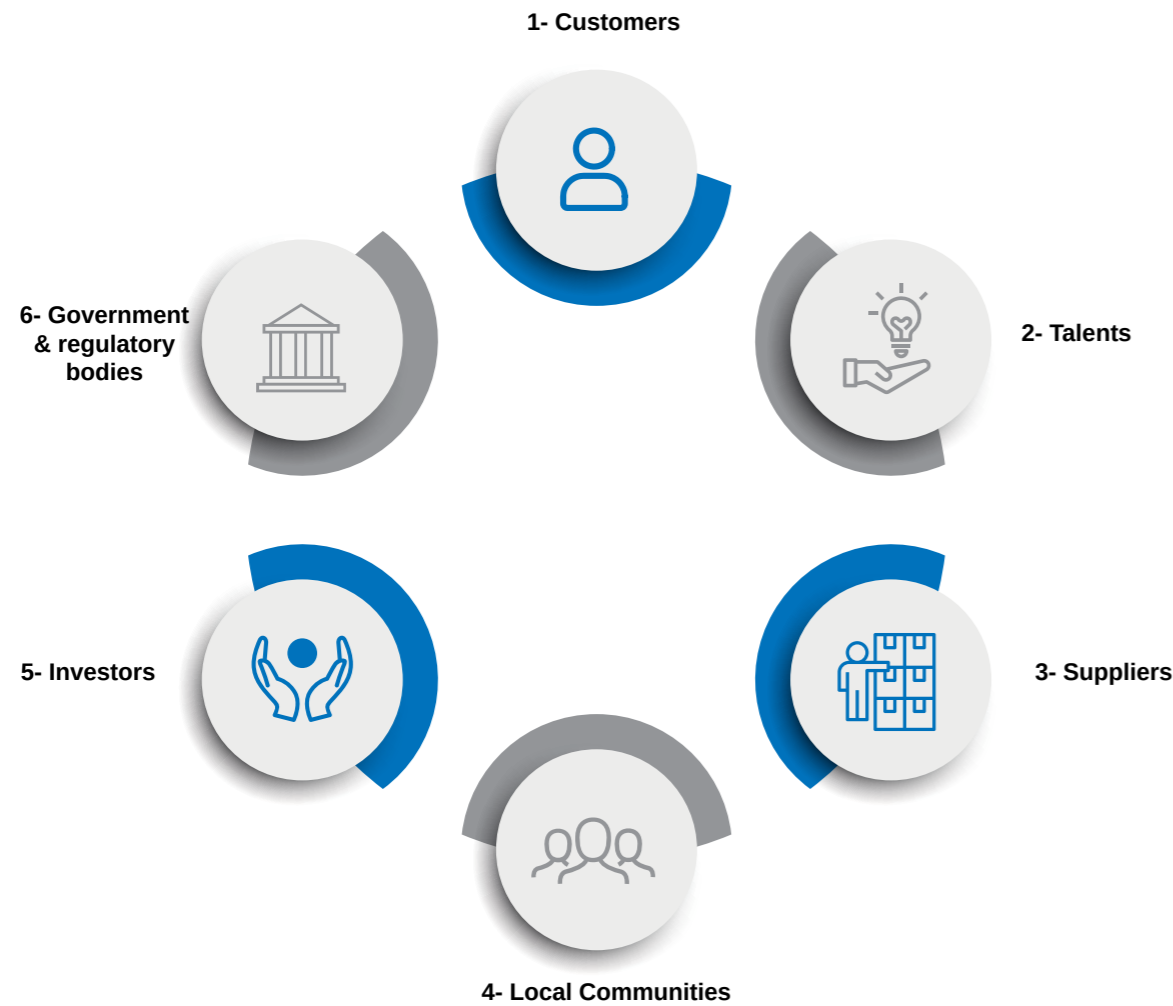 1- Customers
2- Talents
3- Suppliers
4- Local Communities
5- Investors
6- Government
& regulatory
bodies